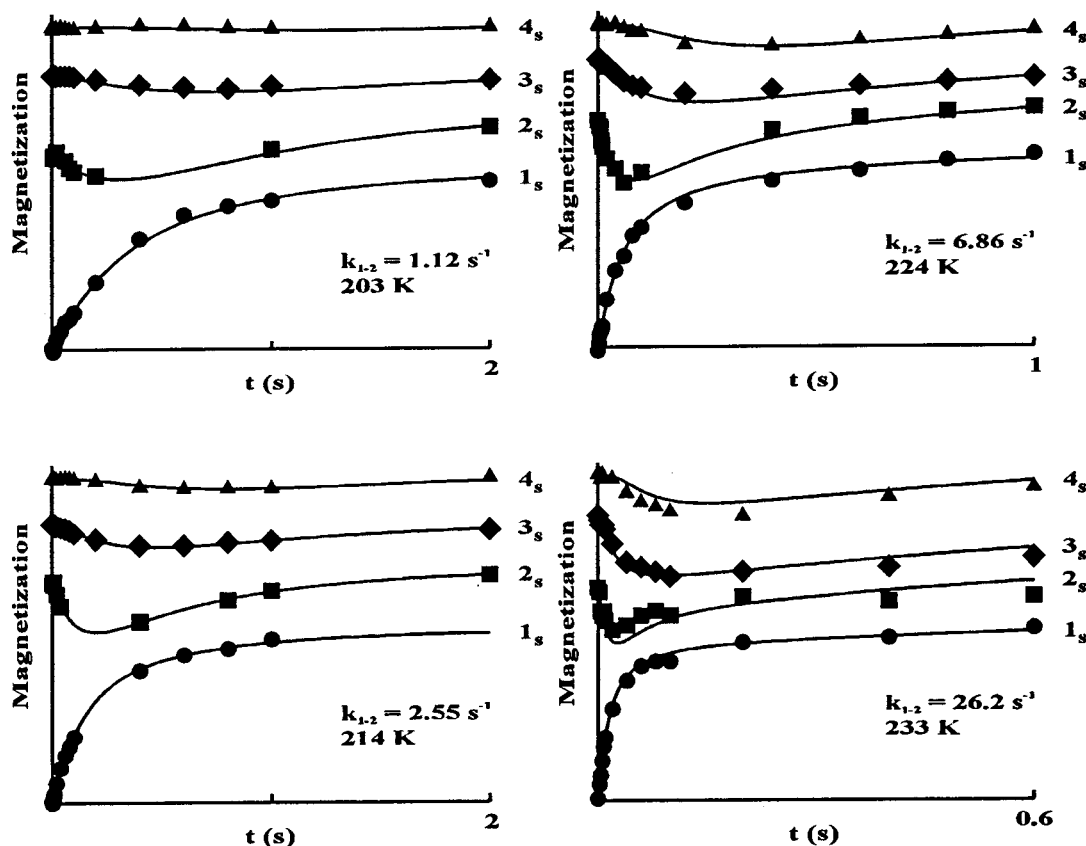 4s
3s
2s
1s
Magnetization
k1-2 = 1.12 s-1
203 K
2
t (s)
4s
3s
2s
1s
Magnetization
k1-2 = 6.86 s-1
224 K
1
t (s)
4s
3s
2s
1s
Magnetization
k1-2 = 2.55 s-1
214 K
2
t (s)
4s
3s
2s
1s
Magnetization
k1-2 = 26.2 s-1
233 K
0.6
t (s)